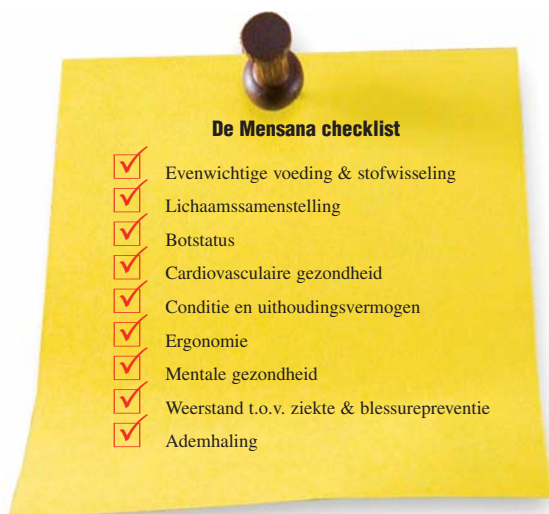 De Mensana checklist
Evenwichtige voeding & stofwisseling
Lichaamssamenstelling
Botstatus
Cardiovasculaire gezondheid
Conditie en uithoudingsvermogen
Ergonomie
Mentale gezondheid
Weerstand t.o.v. ziekte & blessurepreventie
Ademhaling